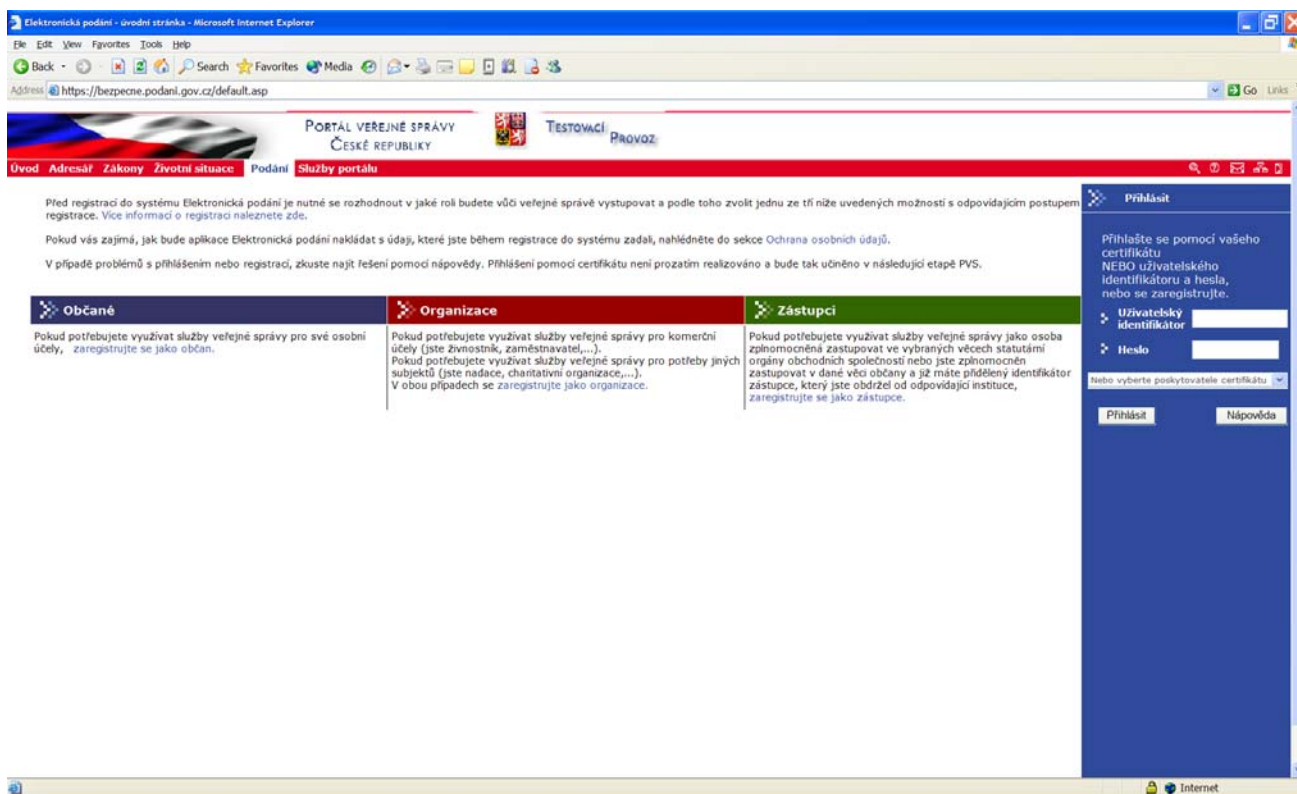 Elektronická podání - úvodní stránka - Microsoft Internet Explorer
File Edit View Favorites Tools Help
Back Search Favorites Media
Address https://bezpecne.podani.gov.cz/default.asp Go Links
PORTÁL VEŘEJNÉ SPRÁVY
ČESKÉ REPUBLIKY
TESTOVACÍ
PROVOZ
Úvod Adresář Zákony Životní situace Podání Služby portálu
Před registrací do systému Elektronická podání je nutné se rozhodnout v jaké roli budete vůči veřejné správě vystupovat a podle toho zvolit jednu ze tří níže uvedených možností s odpovídajícím postupem
registrace. Více informací o registraci naleznete zde.
Pokud vás zajímá, jak bude aplikace Elektronická podání nakládat s údaji, které jste během registrace do systému zadali, nahlédněte do sekce Ochrana osobních údajů.
V případě problémů s přihlášením nebo registrací, zkuste najít řešení pomocí nápovědy. Přihlášení pomocí certifikátu není prozatím realizováno a bude tak učiněno v následující etapě PVS.
Občané
Pokud potřebujete využívat služby veřejné správy pro své osobní
účely, zaregistrujte se jako občan.
Organizace
Pokud potřebujete využívat služby veřejné správy pro komerční
účely (jste živnostník, zaměstnavatel,...).
Pokud potřebujete využívat služby veřejné správy pro potřeby jiných
subjektů (jste nadace, charitativní organizace,...).
V obou případech se zaregistrujte jako organizace.
Zástupci
Pokud potřebujete využívat služby veřejné správy jako osoba
zplnomocněná zastupovat ve vybraných věcech statutární
orgány obchodních společností nebo jste zplnomocněn
zastupovat v dané věci občany a již máte přidělený identifikátor
zástupce, který jste obdržel od odpovídající instituce,
zaregistrujte se jako zástupce.
Přihlásit
Přihlašte se pomocí vašeho
certifikátu
NEBO uživatelského
identifikátoru a hesla,
nebo se zaregistrujte.
Uživatelský
identifikátor
Heslo
Nebo vyberte poskytovatele certifikátu
Přihlásit Nápověda
Internet